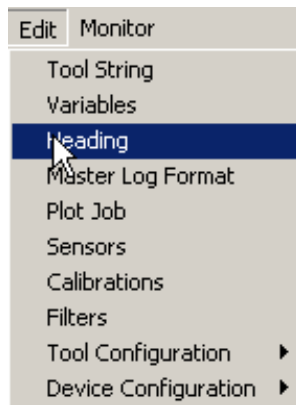 Edit Monitor
Tool String
Variables
Heading
Master Log Format
Plot Job
Sensors
Calibrations
Filters
Tool Configuration
Device Configuration